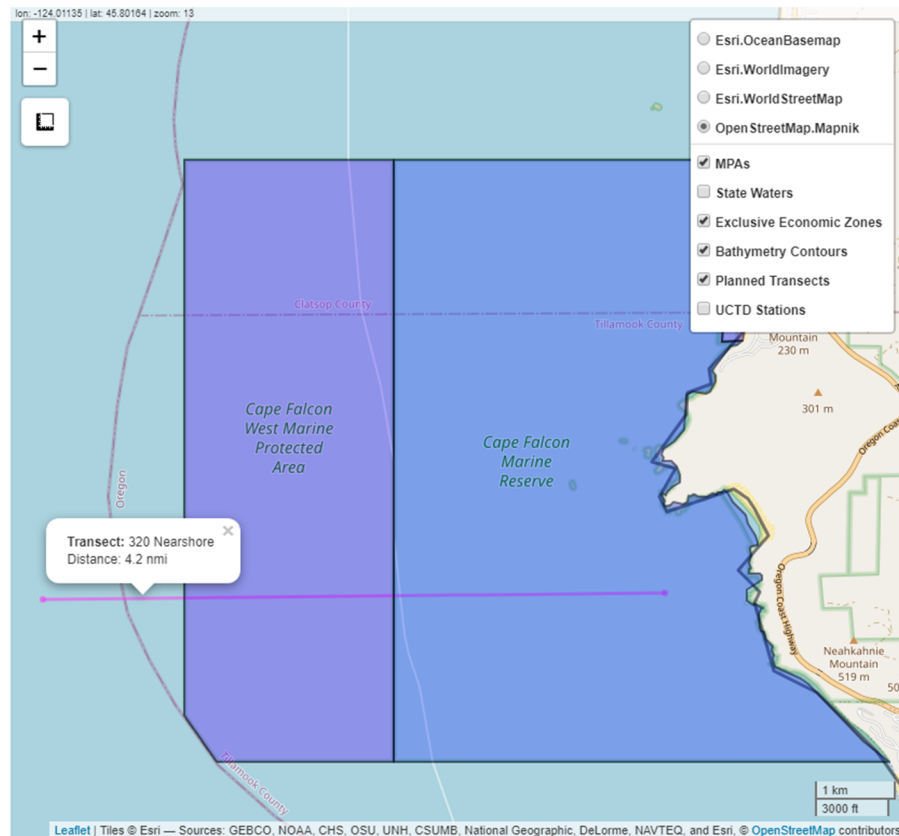 lon: -124.01135 | lat: 45.80164 | zoom: 13
+
−
Esri.OceanBasemap
Esri.WorldImagery
Esri.WorldStreetMap
OpenStreetMap.Mapnik
MPAs
State Waters
Exclusive Economic Zones
Bathymetry Contours
Planned Transects
UCTD Stations
Clatsop County
Tillamook County
Mountain
230 m
301 m
Cape Falcon
West Marine
Protected
Area
Cape Falcon
Marine
Reserve
Oregon
Transect: 320 Nearshore
Distance: 4.2 nmi
×
Oregon Coast Highway
Neahkahnie
Mountain
519 m
50
Tillamook County
1 km
3000 ft
Leaflet | Tiles © Esri — Sources: GEBCO, NOAA, CHS, OSU, UNH, CSUMB, National Geographic, DeLorme, NAVTEQ, and Esri, © OpenStreetMap contributors